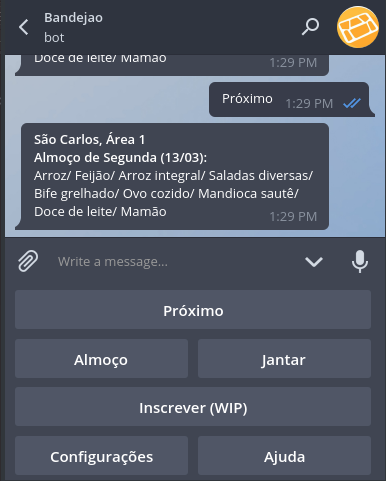 Bandejao
bot
Doce de leite/ Mamão
1:29 PM
Próximo
1:29 PM
São Carlos, Área 1
Almoço de Segunda (13/03):
Arroz/ Feijão/ Arroz integral/ Saladas diversas/
Bife grelhado/ Ovo cozido/ Mandioca sautê/
Doce de leite/ Mamão
1:29 PM
Write a message...
Próximo
Almoço
Jantar
Inscrever (WIP)
Configurações
Ajuda